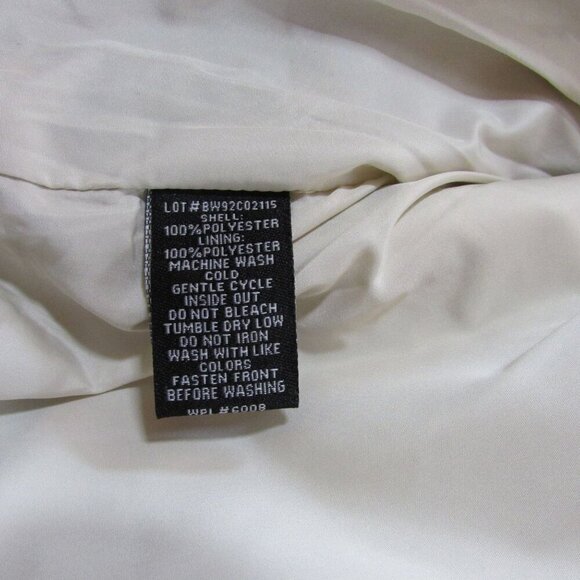 LOT#BW92C02115
SHELL:
100%POLYESTER
LINING:
100%POLYESTER
MACHINE WASH
COLD
GENTLE CYCLE
INSIDE OUT
DO NOT BLEACH
TUMBLE DRY LOW
DO NOT IRON
WASH WITH LIKE
COLORS
FASTEN FRONT
BEFORE WASHING